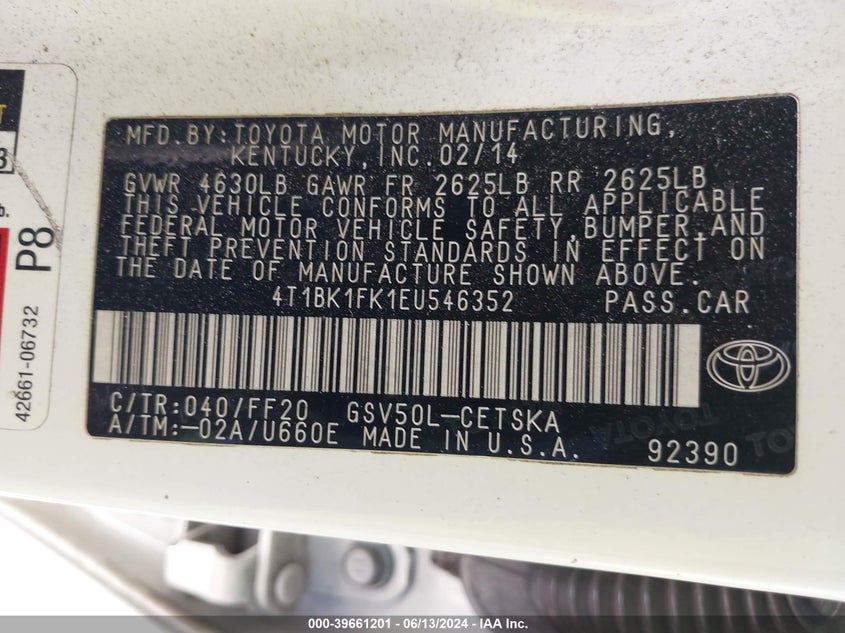 MFD.BY:TOYOTA MOTOR MANUFACTURING,
KENTUCKY,INC.02/14
GVWR 4630LB GAWR FR 2625LB RR 2625LB
THIS VEHICLE CONFORMS TO ALL APPLICABLE
FEDERAL MOTOR VEHICLE SAFETY,BUMPER,AND
THEFT PREVENTION STANDARDS IN EFFECT ON
THE DATE OF MANUFACTURE SHOWN ABOVE.
4T1BK1FK1EU546352 PASS.CAR
C/TR:040/FF20 GSV50L-CETSKA
A/TM:-02A/U660E MADE IN U.S.A. 92390
P8
42661-06732
000-39661201 - 06/13/2024 - IAA Inc.